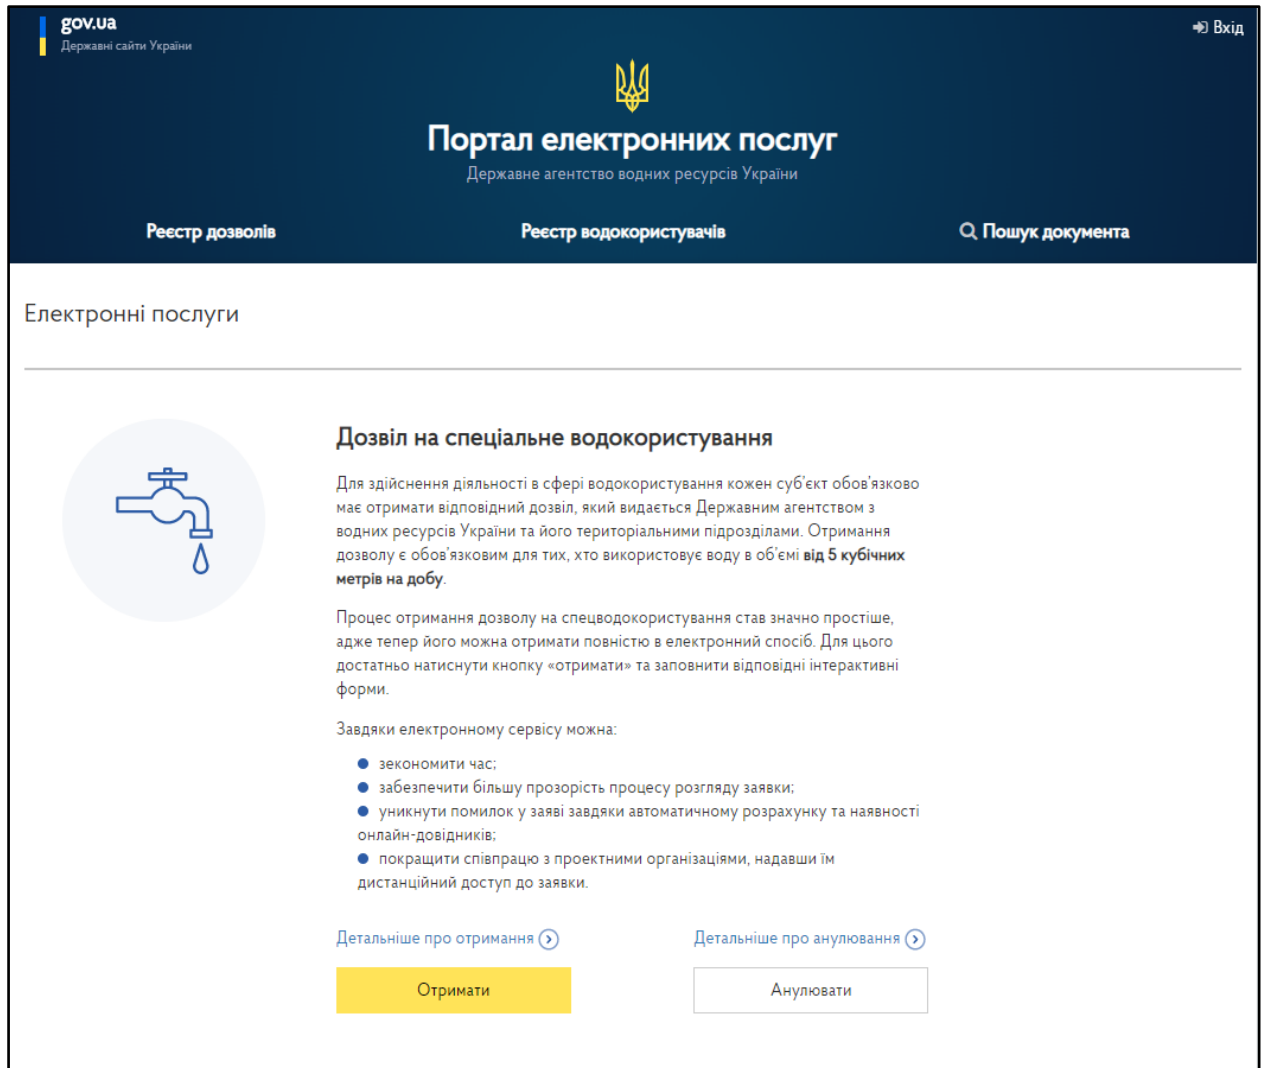 gov.ua
Державні сайти України
Вхід
Портал електронних послуг
Державне агентство водних ресурсів України
Реєстр дозволів
Реєстр водокористувачів
Пошук документа
Електронні послуги
Дозвіл на спеціальне водокористування
Для здійснення діяльності в сфері водокористування кожен суб'єкт обов'язково
має отримати відповідний дозвіл, який видається Державним агентством з
водних ресурсів України та його територіальними підрозділами. Отримання
дозволу є обов'язковим для тих, хто використовує воду в об'ємі від 5 кубічних
метрів на добу.
Процес отримання дозволу на спецводокористування став значно простіше,
адже тепер його можна отримати повністю в електронний спосіб. Для цього
достатньо натиснути кнопку «отримати» та заповнити відповідні інтерактивні
форми.
Завдяки електронному сервісу можна:
зекономити час;
забезпечити більшу прозорість процесу розгляду заявки;
уникнути помилок у заяві завдяки автоматичному розрахунку та наявності
онлайн-довідників;
покращити співпрацю з проектними організаціями, надавши їм
дистанційний доступ до заявки.
Детальніше про отримання
Детальніше про анулювання
Отримати
Анулювати